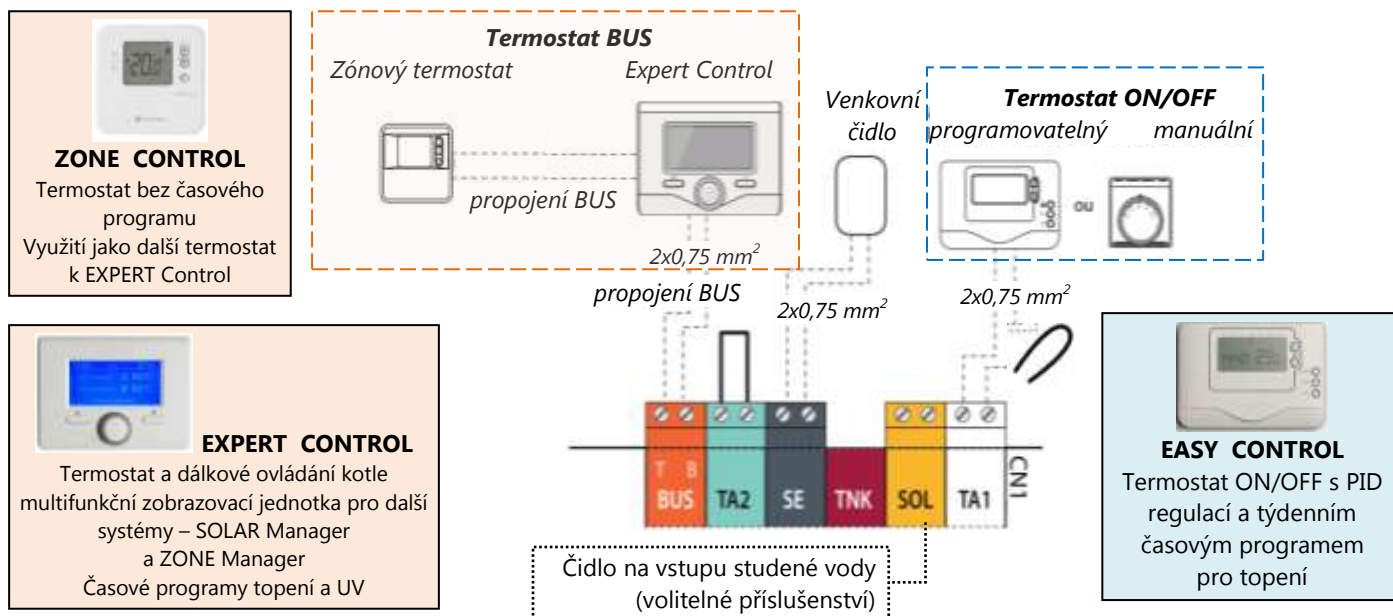 ZONE CONTROL
Termostat bez časového
programu
Využití jako další termostat
k EXPERT Control
Termostat BUS
Zónový termostat
Expert Control
propojení BUS
2x0,75 mm²
propojení BUS
Venkovní
čidlo
2x0,75 mm²
Termostat ON/OFF
programovatelný
manuální
ou
2x0,75 mm²
EXPERT CONTROL
Termostat a dálkové ovládání kotle
multifunkční zobrazovací jednotka pro další
systémy – SOLAR Manager
a ZONE Manager
Časové programy topení a UV
T B
BUS
TA2
SE
TNK
SOL
TA1
CN1
Čidlo na vstupu studené vody
(volitelné příslušenství)
EASY CONTROL
Termostat ON/OFF s PID
regulací a týdenním
časovým programem
pro topení